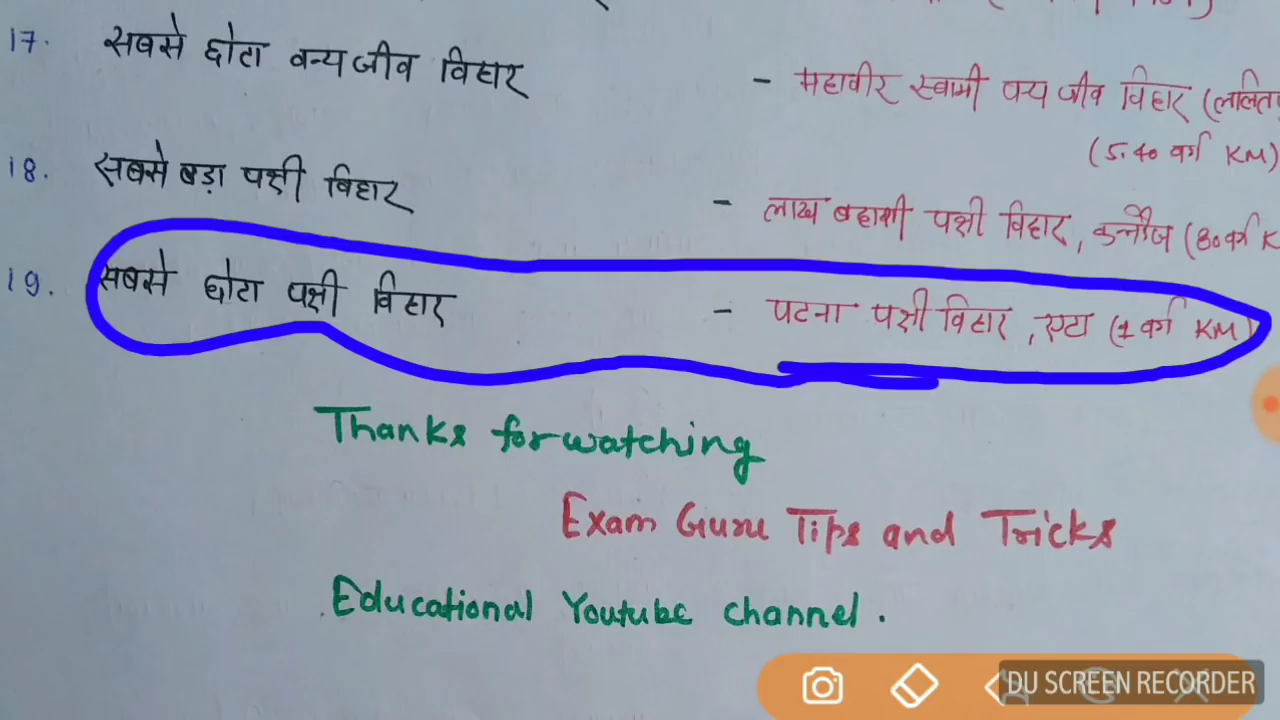 17. सबसे छोटा वन्य जीव विहार - महावीर स्वामी वन्य जीव विहार (ललित
(5.40 वर्ग KM)
18. सबसे बड़ा पक्षी विहार - लाख बहोसी पक्षी विहार, कन्नौज (80 वर्ग K
19. सबसे छोटा पक्षी विहार - पटना पक्षी विहार, एटा (1 वर्ग KM)
Thanks for watching
Exam Guru Tips and Tricks
Educational Youtube channel.
DU SCREEN RECORDER